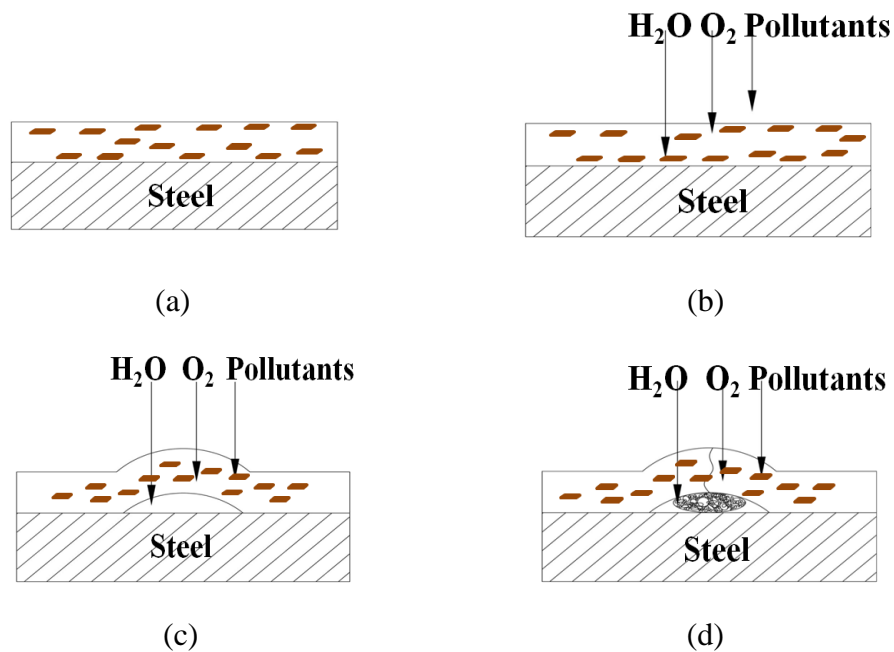 H₂O O₂ Pollutants
Steel
Steel
(a)
(b)
H₂O O₂ Pollutants
H₂O O₂ Pollutants
Steel
Steel
(c)
(d)